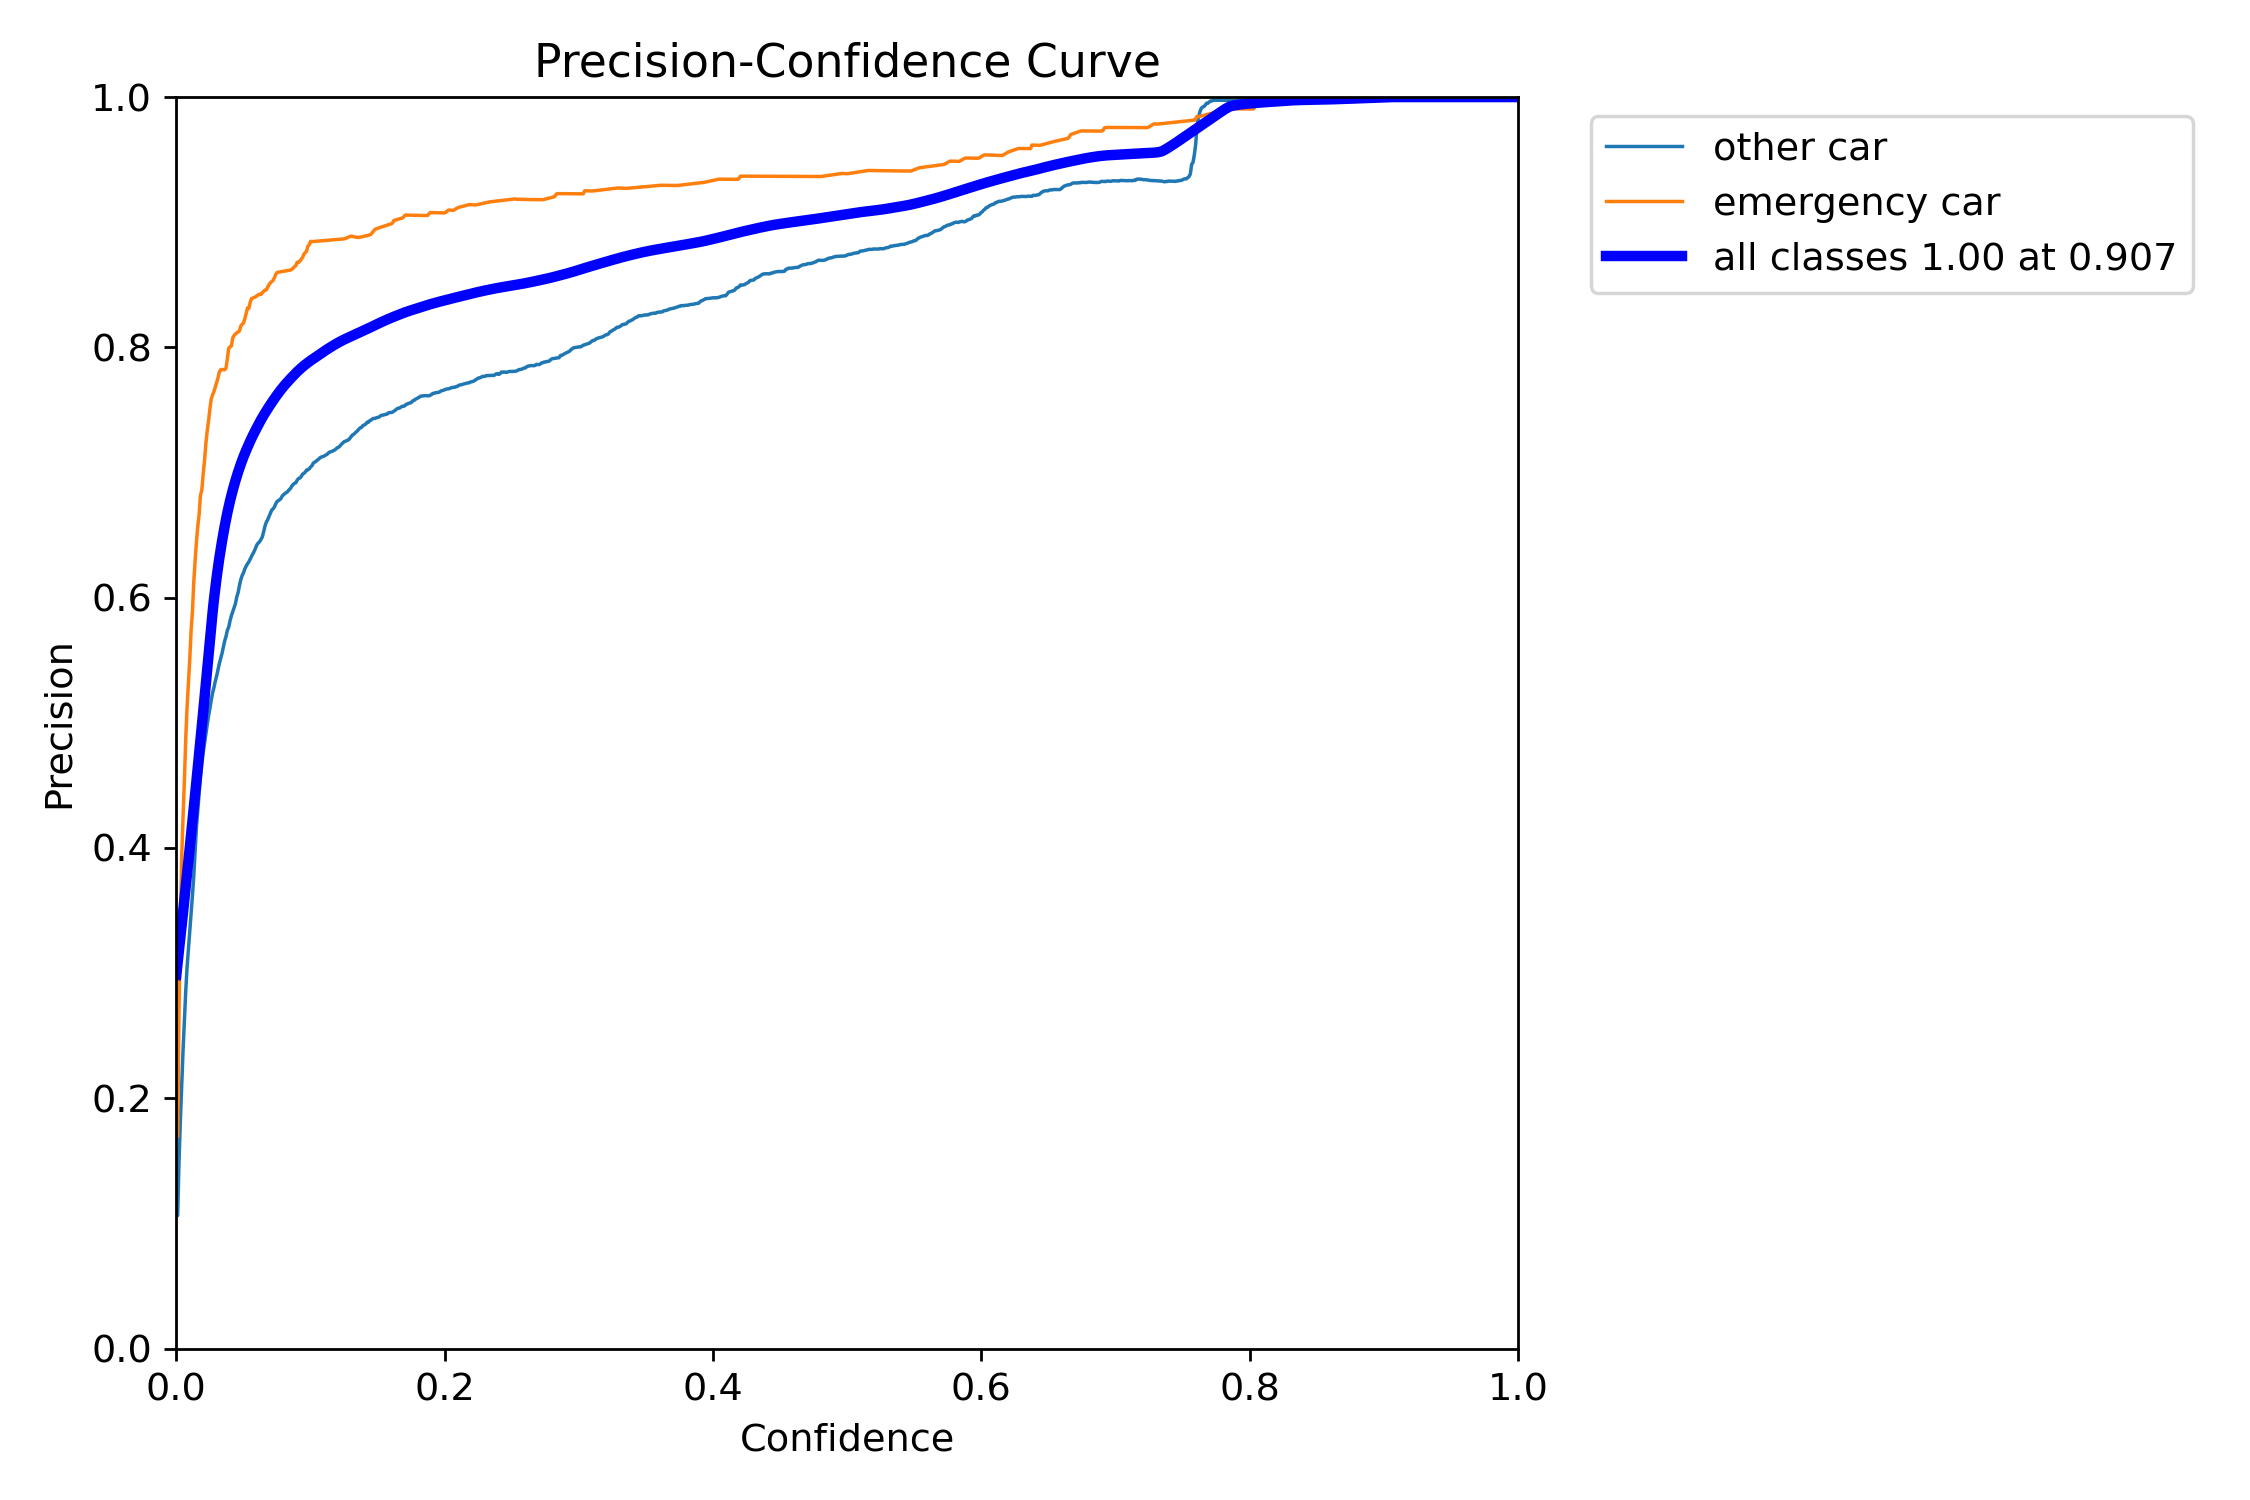 Precision-Confidence Curve
1.0
0.8
0.6
0.4
0.2
0.0
Precision
0.0 0.2 0.4 0.6 0.8 1.0
Confidence
other car
emergency car
all classes 1.00 at 0.907